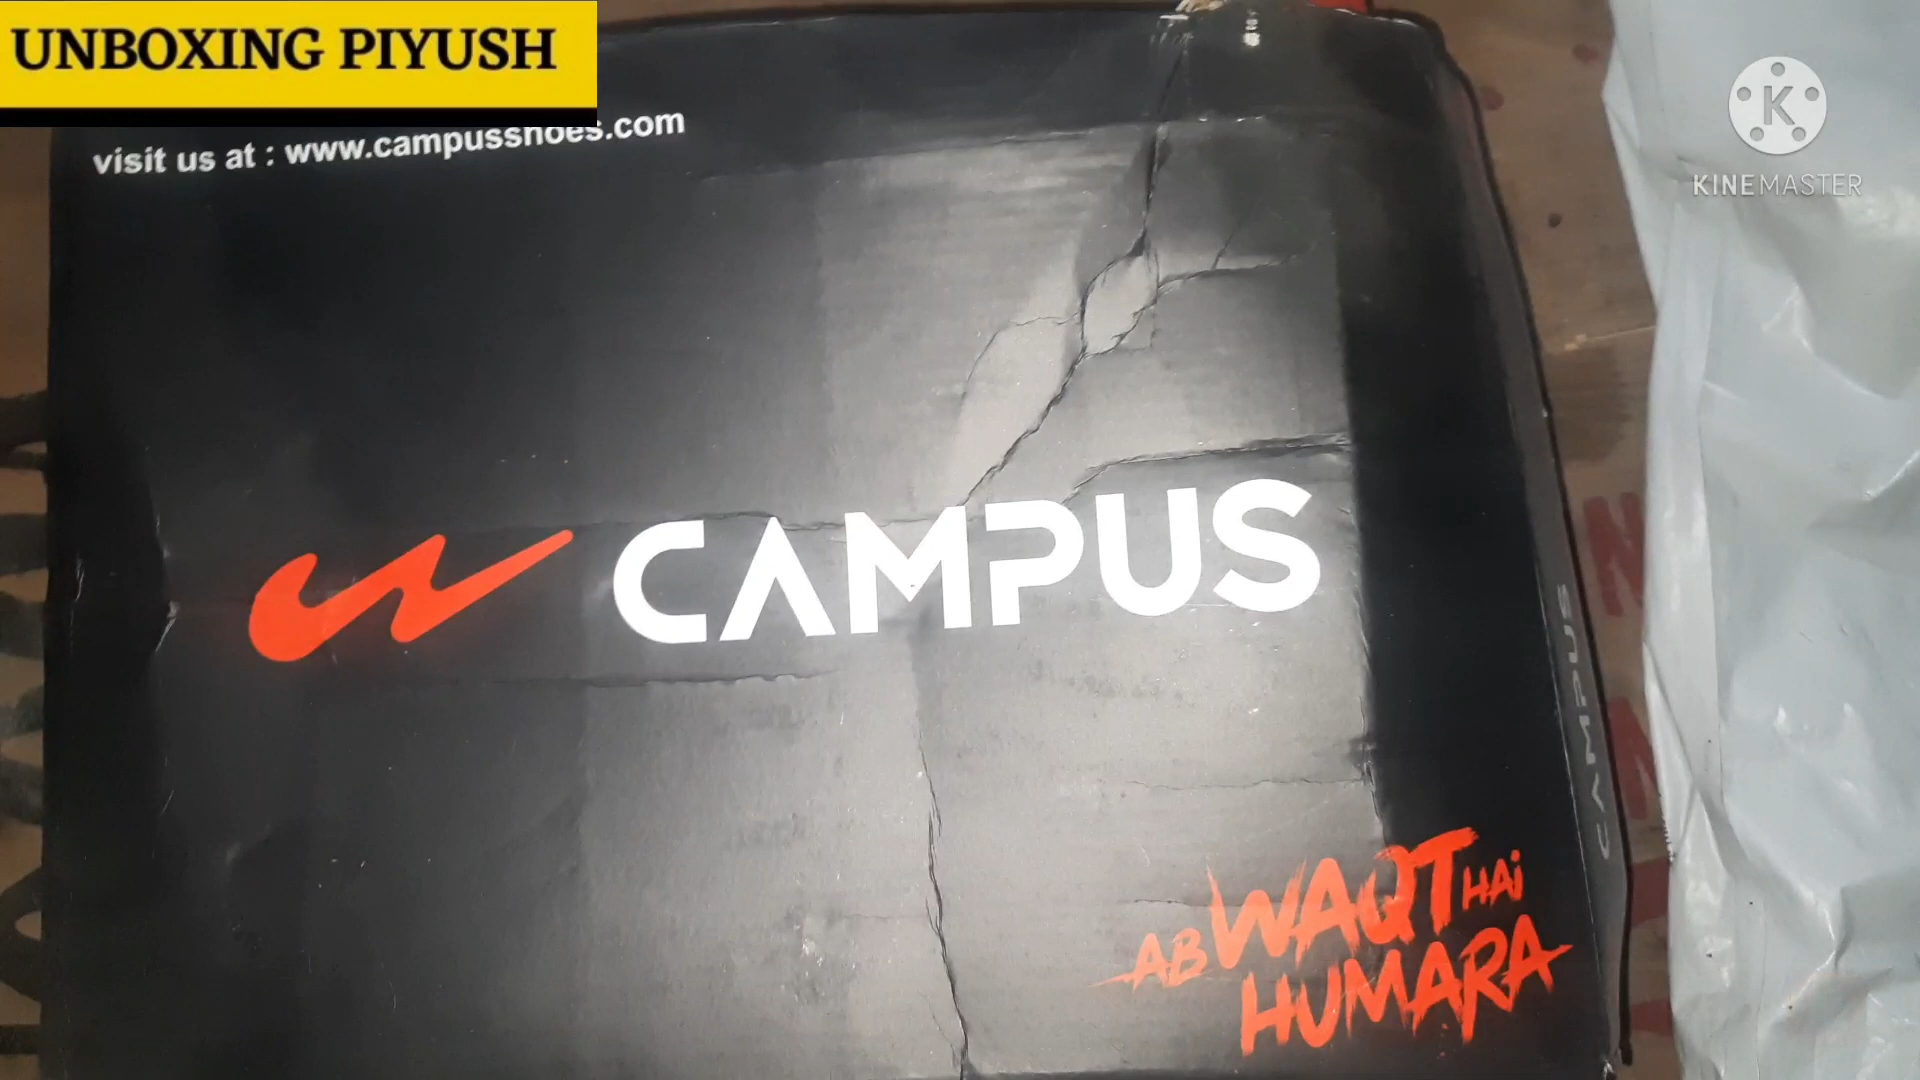 UNBOXING PIYUSH
visit us at : www.campusshoes.com
KINEMASTER
CAMPUS
CAMPUS
AB WAQT HAi
HUMARA